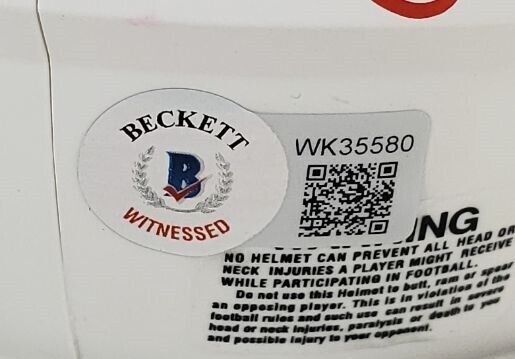 BECKETT
B
WITNESSED
WK35580
NG
NO HELMET CAN PREVENT ALL HEAD OR
NECK INJURIES A PLAYER MIGHT RECEIVE
WHILE PARTICIPATING IN FOOTBALL.
Do not use this Helmet to butt, ram or spear
an opposing player. This is in violation of the
football rules and such use can result in severe
head or neck injuries, paralysis or death to you
and possible injury to your opponent.